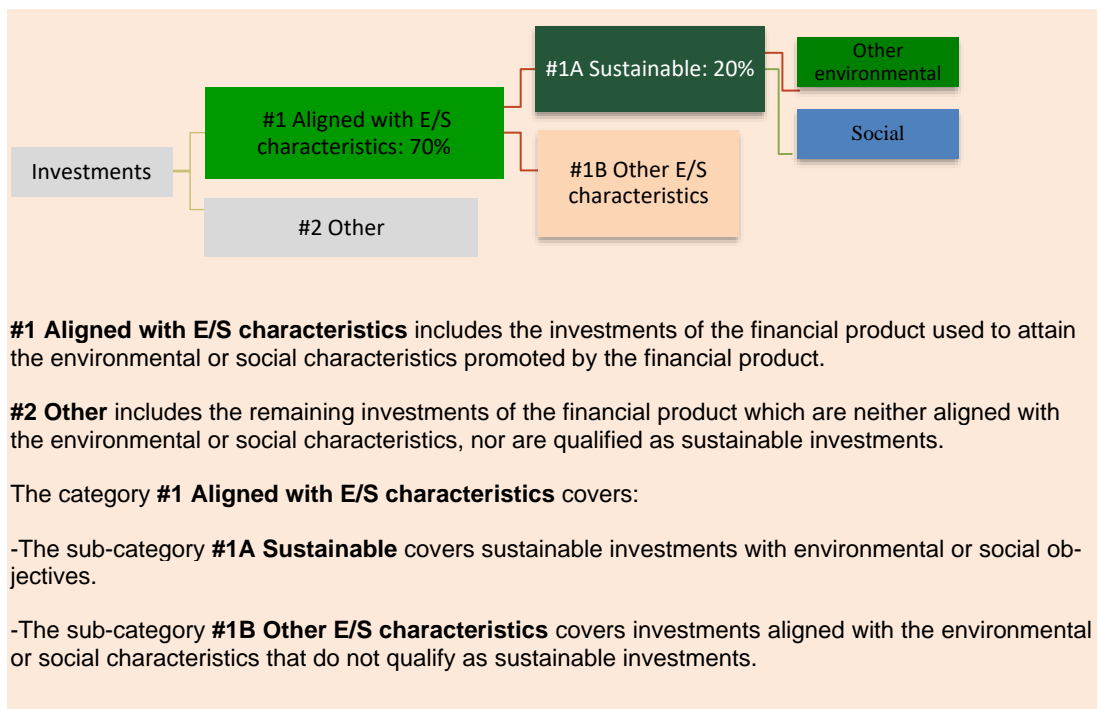 Other
environmental
#1A Sustainable: 20%
#1 Aligned with E/S
characteristics: 70%
Social
Investments
#1B Other E/S
characteristics
#2 Other
#1 Aligned with E/S characteristics includes the investments of the financial product used to attain
the environmental or social characteristics promoted by the financial product.
#2 Other includes the remaining investments of the financial product which are neither aligned with
the environmental or social characteristics, nor are qualified as sustainable investments.
The category #1 Aligned with E/S characteristics covers:
-The sub-category #1A Sustainable covers sustainable investments with environmental or social ob-
jectives.
-The sub-category #1B Other E/S characteristics covers investments aligned with the environmental
or social characteristics that do not qualify as sustainable investments.